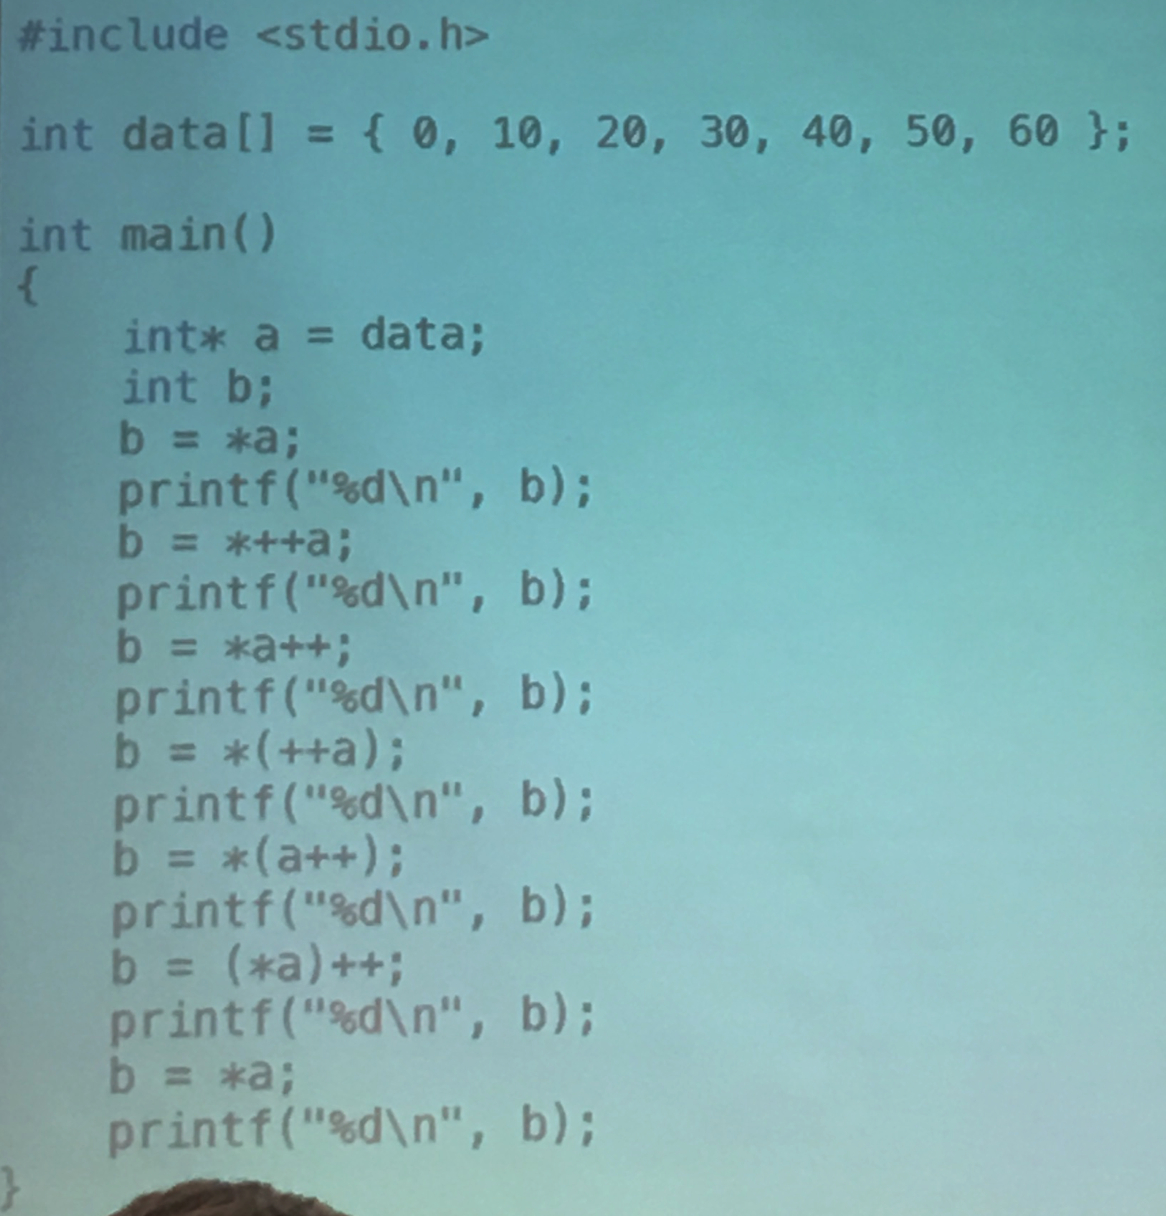 #include <stdio.h>
int data[] = { 0, 10, 20, 30, 40, 50, 60 };
int main()
{
int* a = data;
int b;
b = *a;
printf("%d\n", b);
b = *++a;
printf("%d\n", b);
b = *a++;
printf("%d\n", b);
b = *(++a);
printf("%d\n", b);
b = *(a++);
printf("%d\n", b);
b = (*a)++;
printf("%d\n", b);
b = *a;
printf("%d\n", b);
}